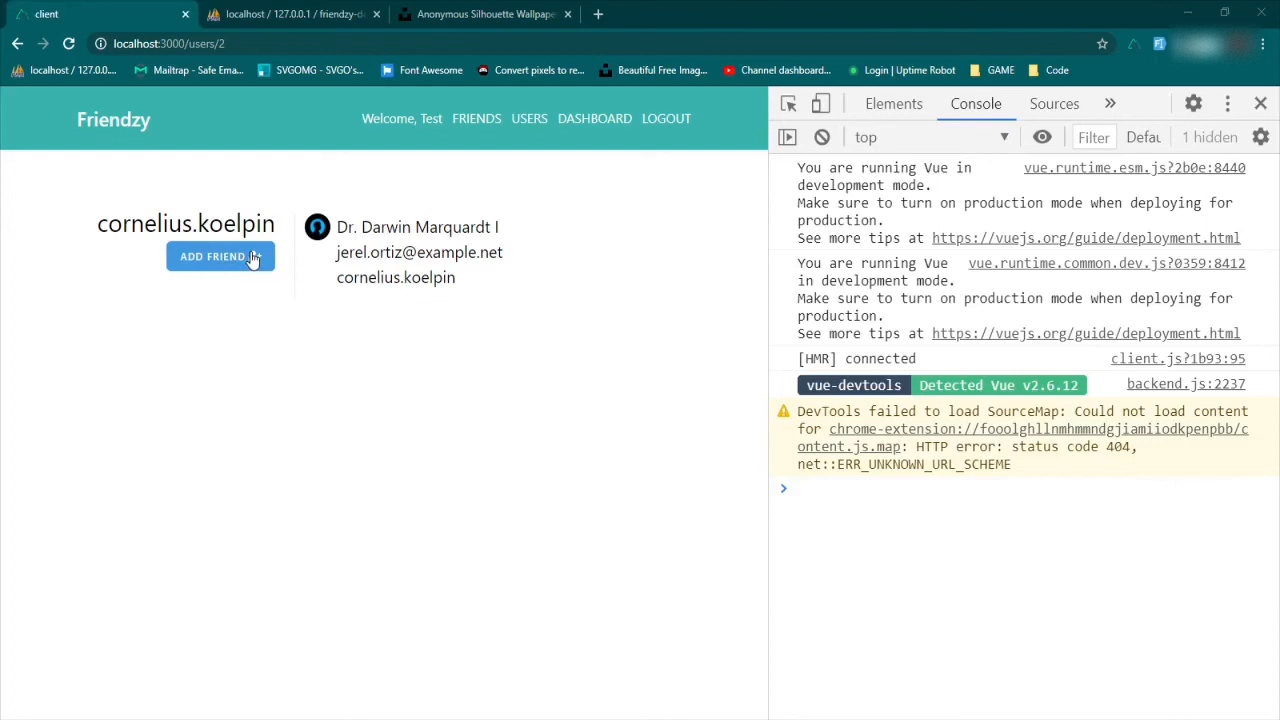 client
localhost / 127.0.0.1 / friendzy-d
Anonymous Silhouette Wallpape
localhost:3000/users/2
localhost / 127.0.0....
Mailtrap - Safe Ema...
SVGOMG - SVGO's...
Font Awesome
Convert pixels to re...
Beautiful Free Imag...
Channel dashboard...
Login | Uptime Robot
GAME
Code
Friendzy
Welcome, Test
FRIENDS
USERS
DASHBOARD
LOGOUT
cornelius.koelpin
ADD FRIEND
Dr. Darwin Marquardt I
jerel.ortiz@example.net
cornelius.koelpin
Elements
Console
Sources
top
Filter
Defau
1 hidden
You are running Vue in vue.runtime.esm.js?2b0e:8440
development mode.
Make sure to turn on production mode when deploying for
production.
See more tips at https://vuejs.org/guide/deployment.html
You are running Vue vue.runtime.common.dev.js?0359:8412
in development mode.
Make sure to turn on production mode when deploying for
production.
See more tips at https://vuejs.org/guide/deployment.html
[HMR] connected client.js?1b93:95
vue-devtools Detected Vue v2.6.12 backend.js:2237
DevTools failed to load SourceMap: Could not load content
for chrome-extension://fooolghllnmhmmndgjiamiiodkpenpbb/c
ontent.js.map: HTTP error: status code 404,
net::ERR_UNKNOWN_URL_SCHEME